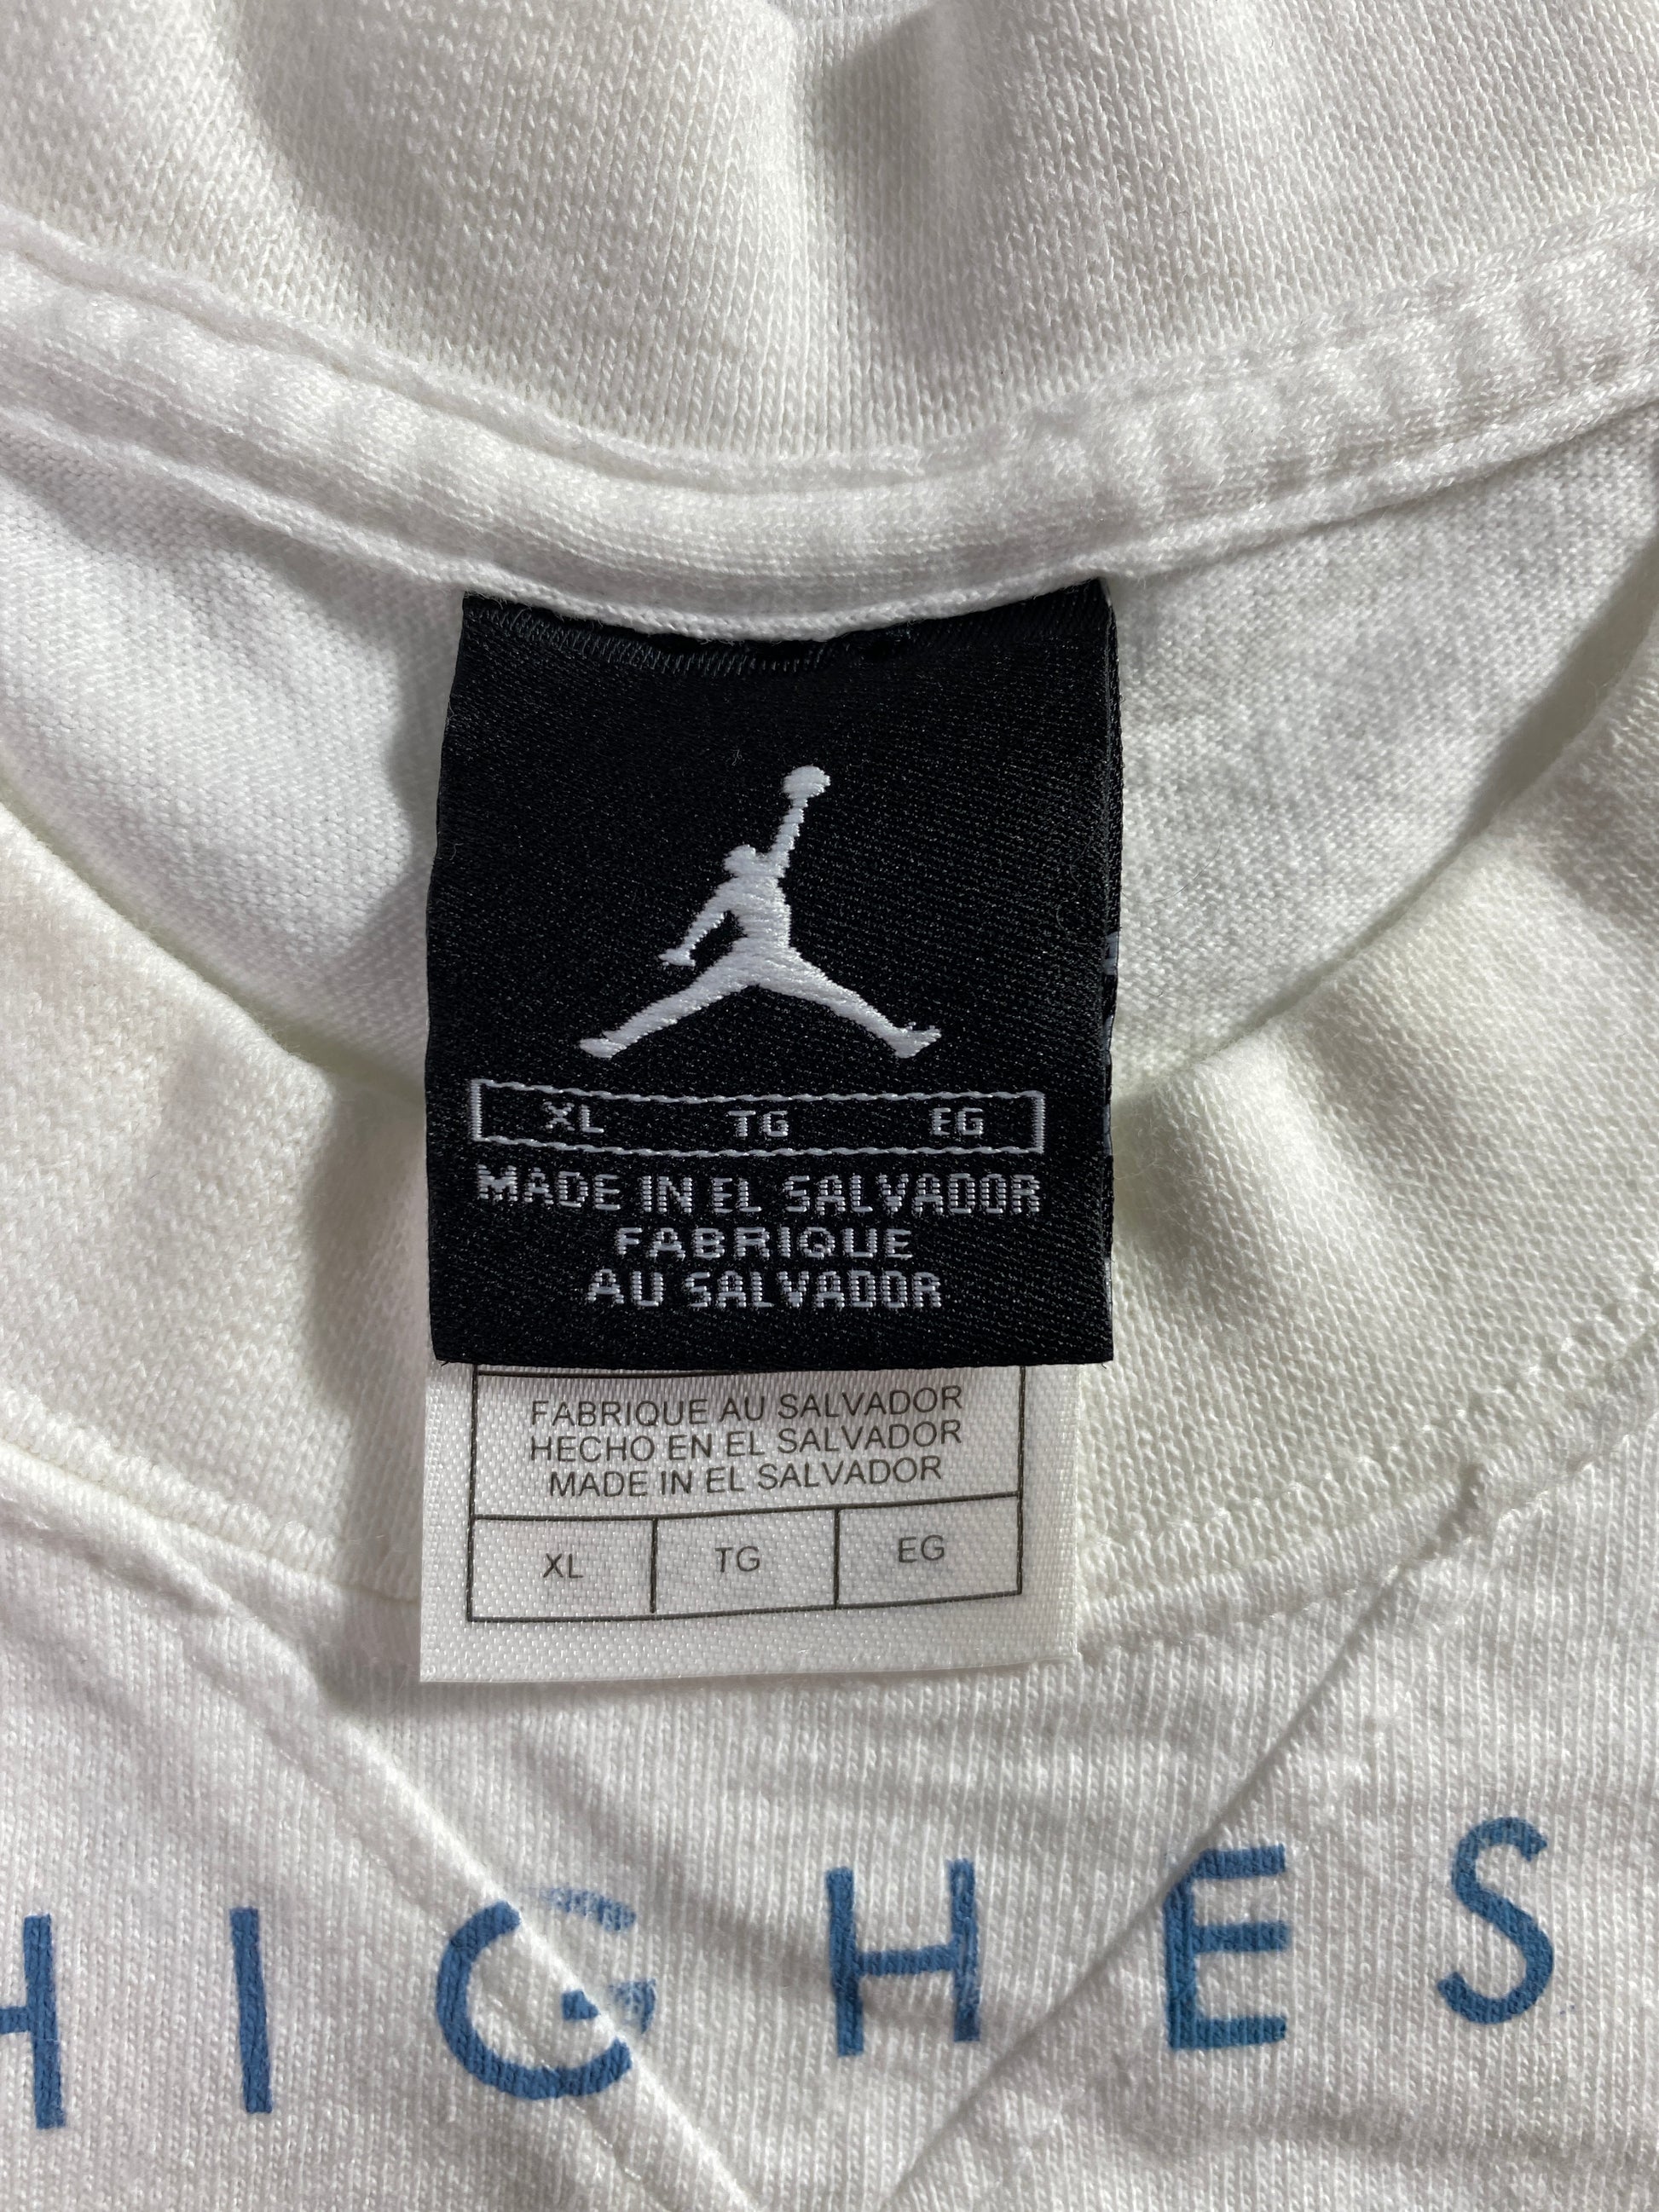 XL TG EG
MADE IN EL SALVADOR
FABRIQUE
AU SALVADOR
FABRIQUE AU SALVADOR
HECHO EN EL SALVADOR
MADE IN EL SALVADOR
XL TG EG
HIGHES